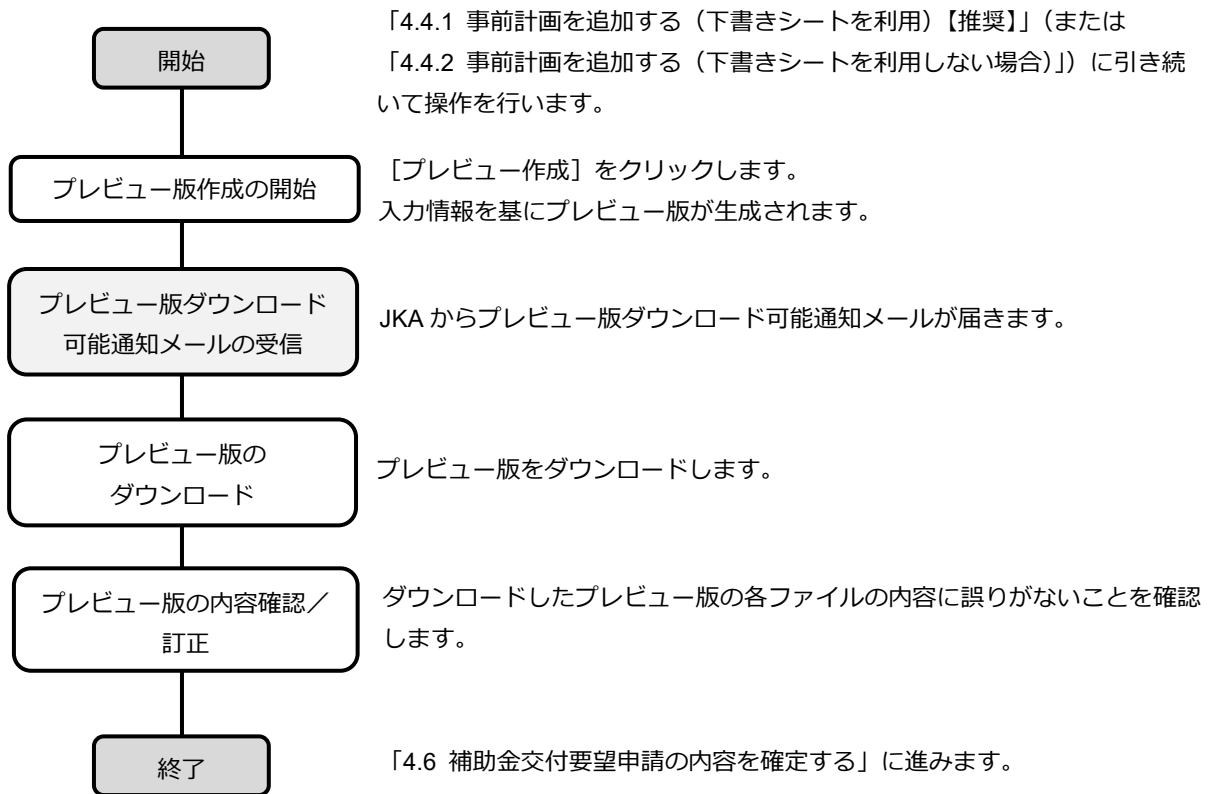 開始
「4.4.1 事前計画を追加する（下書きシートを利用）【推奨】」（または
「4.4.2 事前計画を追加する（下書きシートを利用しない場合）」）に引き続
いて操作を行います。
プレビュー版作成の開始
［プレビュー作成］をクリックします。
入力情報を基にプレビュー版が生成されます。
プレビュー版ダウンロード
可能通知メールの受信
JKA からプレビュー版ダウンロード可能通知メールが届きます。
プレビュー版の
ダウンロード
プレビュー版をダウンロードします。
プレビュー版の内容確認／
訂正
ダウンロードしたプレビュー版の各ファイルの内容に誤りがないことを確認
します。
終了
「4.6 補助金交付要望申請の内容を確定する」に進みます。